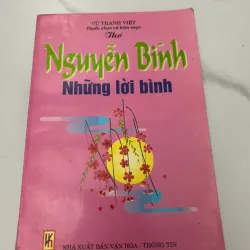 VŨ THANH VIỆT
Tuyển chọn và biên soạn
Thơ
Nguyễn Bính
Những lời bình
NHÀ XUẤT BẢN VĂN HÓA - THÔNG TIN